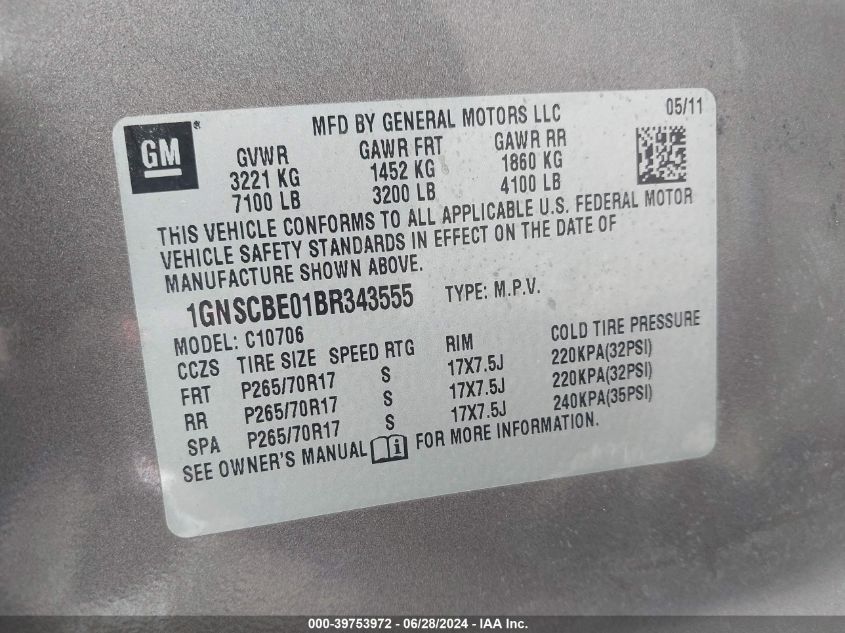 GM
MFD BY GENERAL MOTORS LLC 05/11
GVWR GAWR FRT GAWR RR
3221 KG 1452 KG 1860 KG
7100 LB 3200 LB 4100 LB
THIS VEHICLE CONFORMS TO ALL APPLICABLE U.S. FEDERAL MOTOR
VEHICLE SAFETY STANDARDS IN EFFECT ON THE DATE OF
MANUFACTURE SHOWN ABOVE.
1GNSCBE01BR343555 TYPE: M.P.V.
MODEL: C10706
CCZS TIRE SIZE SPEED RTG RIM COLD TIRE PRESSURE
FRT P265/70R17 S 17X7.5J 220KPA(32PSI)
RR P265/70R17 S 17X7.5J 220KPA(32PSI)
SPA P265/70R17 S 17X7.5J 240KPA(35PSI)
SEE OWNER'S MANUAL i FOR MORE INFORMATION.
000-39753972 - 06/28/2024 - IAA Inc.